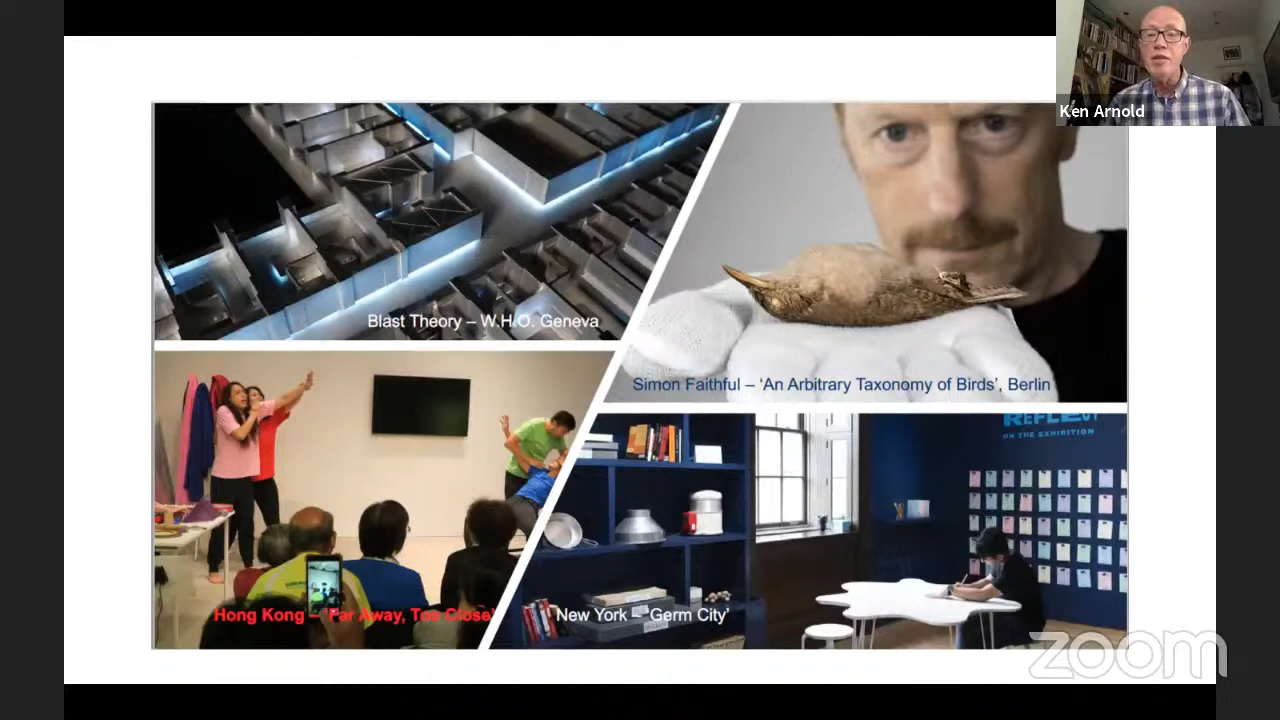 Ken Arnold
Blast Theory – W.H.O. Geneva
Simon Faithful – ‘An Arbitrary Taxonomy of Birds’, Berlin
REFLECT
ON THE EXHIBITION
Hong Kong – ‘Far Away, Too Close’
New York – ‘Germ City’
zoom